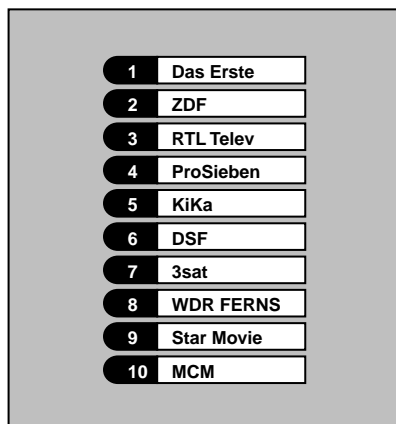 1 Das Erste
2 ZDF
3 RTL Telev
4 ProSieben
5 KiKa
6 DSF
7 3sat
8 WDR FERNS
9 Star Movie
10 MCM